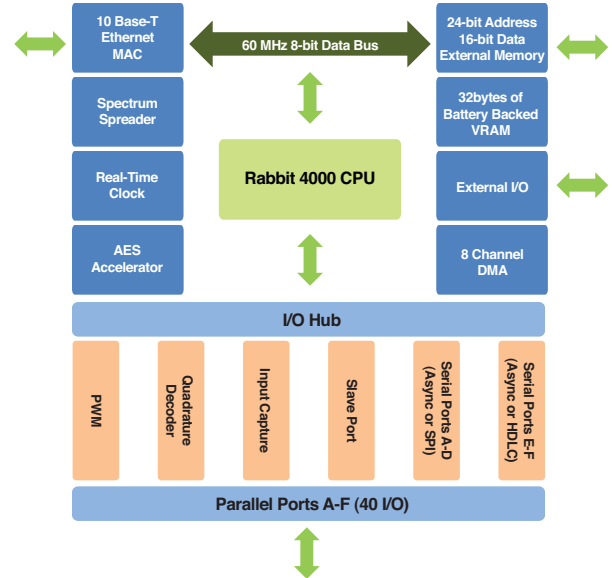 10 Base-T
Ethernet
MAC
60 MHz 8-bit Data Bus
24-bit Address
16-bit Data
External Memory
Spectrum
Spreader
32bytes of
Battery Backed
VRAM
Rabbit 4000 CPU
Real-Time
Clock
External I/O
AES
Accelerator
8 Channel
DMA
I/O Hub
PWM
Quadrature
Decoder
Input Capture
Slave Port
Serial Ports A-D
(Async or SPI)
Serial Ports E-F
(Async or HDLC)
Parallel Ports A-F (40 I/O)